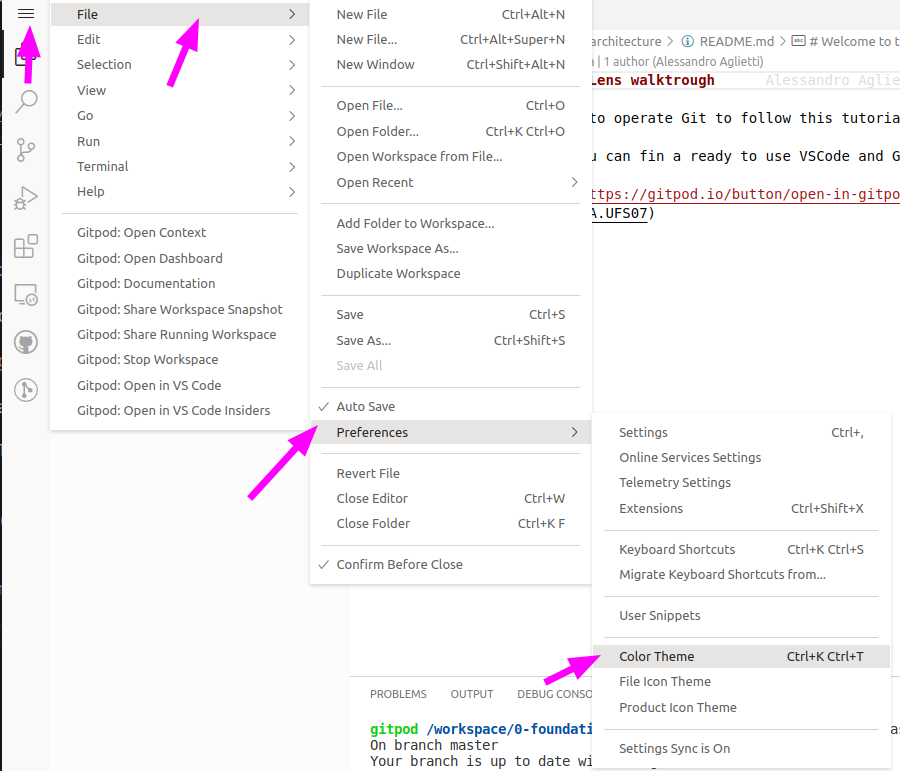 File
Edit
Selection
View
Go
Run
Terminal
Help
Gitpod: Open Context
Gitpod: Open Dashboard
Gitpod: Documentation
Gitpod: Share Workspace Snapshot
Gitpod: Share Running Workspace
Gitpod: Stop Workspace
Gitpod: Open in VS Code
Gitpod: Open in VS Code Insiders
New File Ctrl+Alt+N
New File... Ctrl+Alt+Super+N
New Window Ctrl+Shift+Alt+N
Open File... Ctrl+O
Open Folder... Ctrl+K Ctrl+O
Open Workspace from File...
Open Recent
Add Folder to Workspace...
Save Workspace As...
Duplicate Workspace
Save Ctrl+S
Save As... Ctrl+Shift+S
Save All
Auto Save
Preferences
Revert File
Close Editor Ctrl+W
Close Folder Ctrl+K F
Confirm Before Close
Settings Ctrl+,
Online Services Settings
Telemetry Settings
Extensions Ctrl+Shift+X
Keyboard Shortcuts Ctrl+K Ctrl+S
Migrate Keyboard Shortcuts from...
User Snippets
Color Theme Ctrl+K Ctrl+T
File Icon Theme
Product Icon Theme
Settings Sync is On
architecture > README.md > # Welcome to t
| 1 author (Alessandro Aglietti)
Lens walktrough Alessandro Aglie
to operate Git to follow this tutoria
u can fin a ready to use VSCode and G
ttps://gitpod.io/button/open-in-gitpo
A.UFS07)
PROBLEMS OUTPUT DEBUG CONSO
gitpod /workspace/0-foundati
On branch master
Your branch is up to date wi